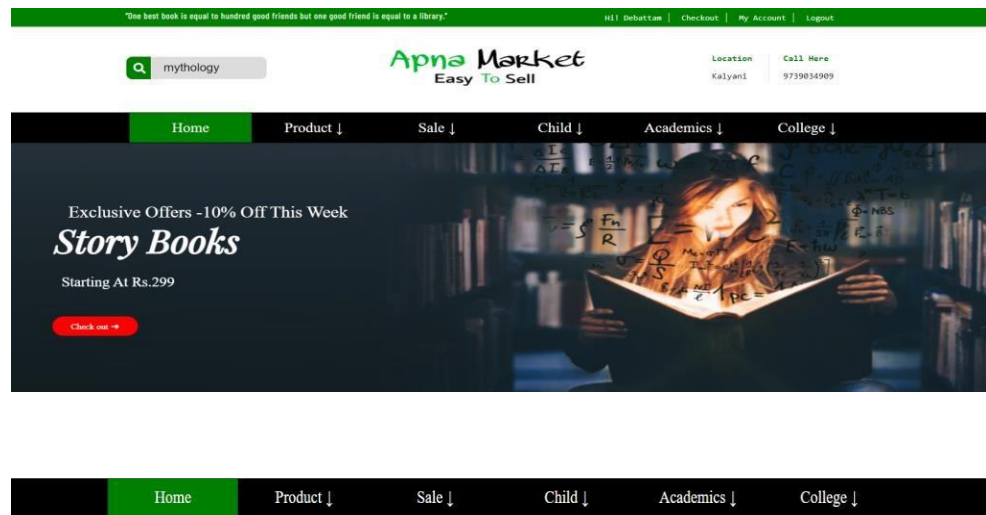 "One best book is equal to hundred good friends but one good friend is equal to a library."
Hi! Debattam | Checkout | My Account | Logout
mythology
Apna Market
Easy To Sell
Location
Kalyani
Call Here
9739034909
Home Product ↓ Sale ↓ Child ↓ Academics ↓ College ↓
Exclusive Offers -10% Off This Week
Story Books
Starting At Rs.299
Check out ➔
Fn
R
Home Product ↓ Sale ↓ Child ↓ Academics ↓ College ↓